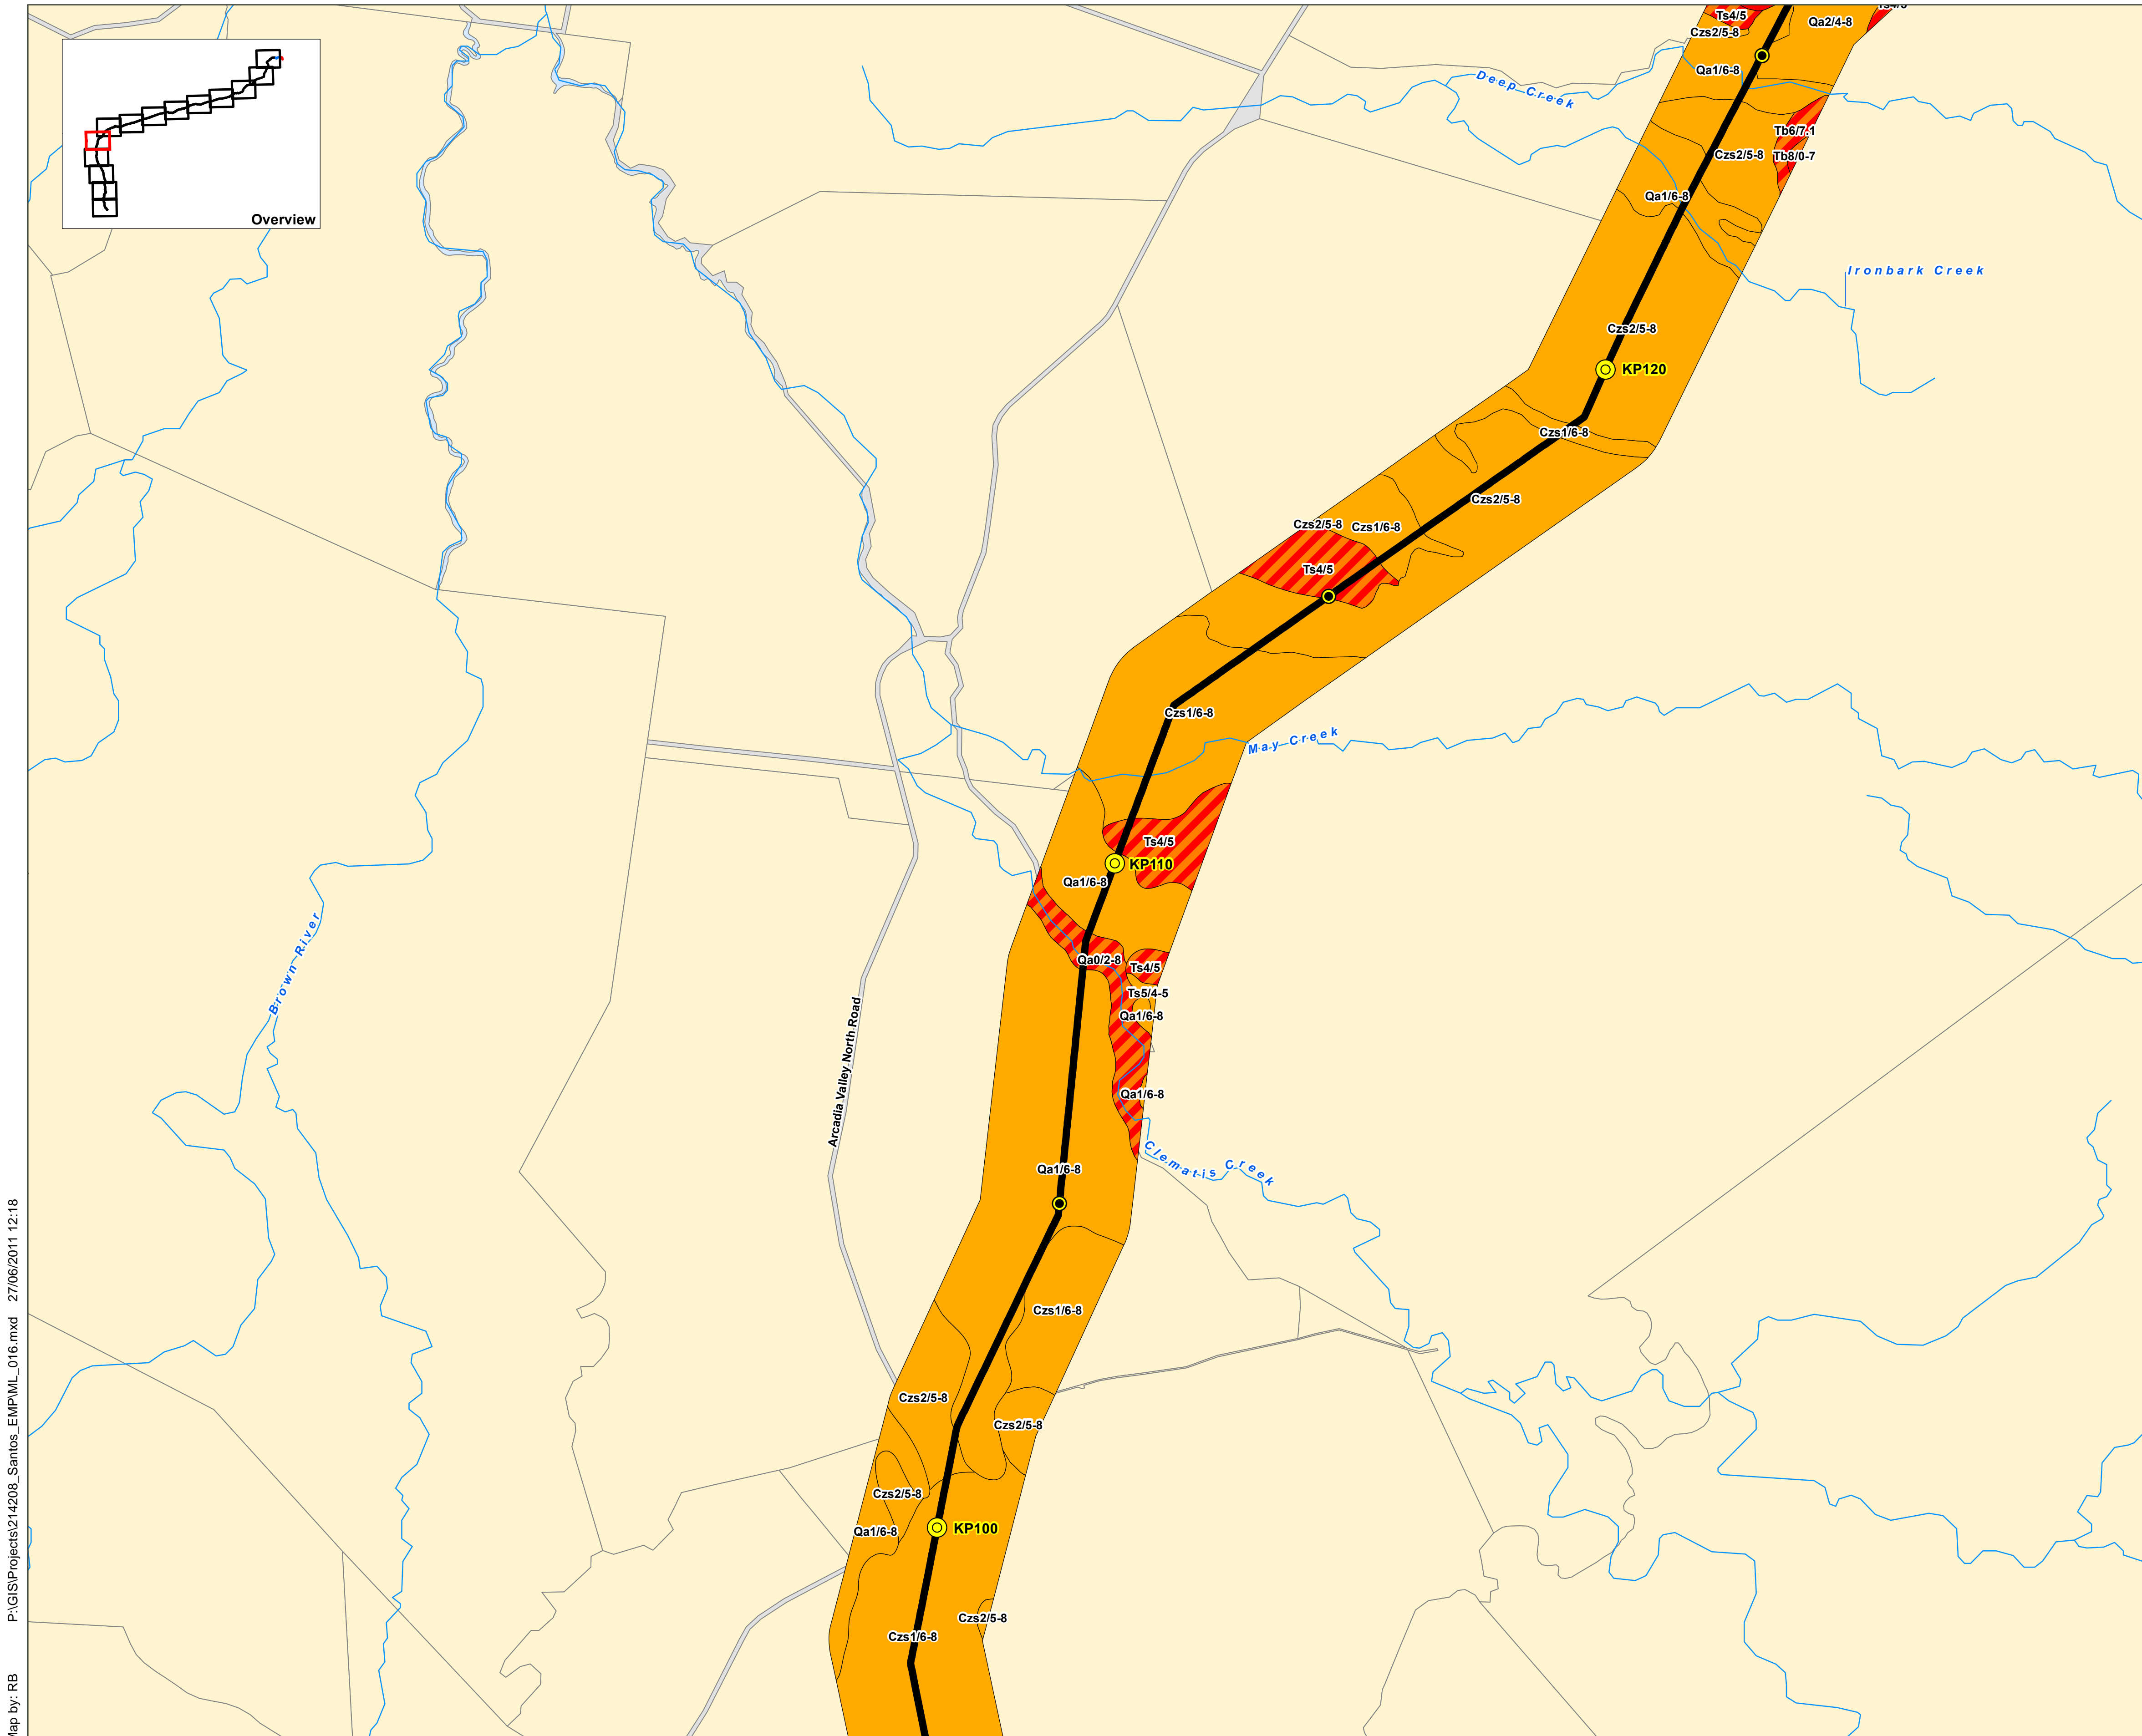 Ts4/5
Qa2/4-8
Czs2/5-8
Qa1/6-8
Deep Creek
Tb6/7.1
Czs2/5-8
Tb8/0-7
Qa1/6-8
Overview
Ironbark Creek
Czs2/5-8
KP120
Czs1/6-8
Czs2/5-8
Czs2/5-8
Czs1/6-8
Ts4/5
Czs1/6-8
May Creek
Ts4/5
KP110
Qa1/6-8
Brown River
Qa0/2-8
Ts4/5
Ts5/4-5
Qa1/6-8
Arcadia Valley North Road
Qa1/6-8
Clematis Creek
Qa1/6-8
Czs1/6-8
Czs2/5-8
Czs2/5-8
Czs2/5-8
KP100
Qa1/6-8
Czs2/5-8
Czs1/6-8
Map by: RB P:\GIS\Projects\214208_Santos_EMP\ML_016.mxd 27/06/2011 12:18